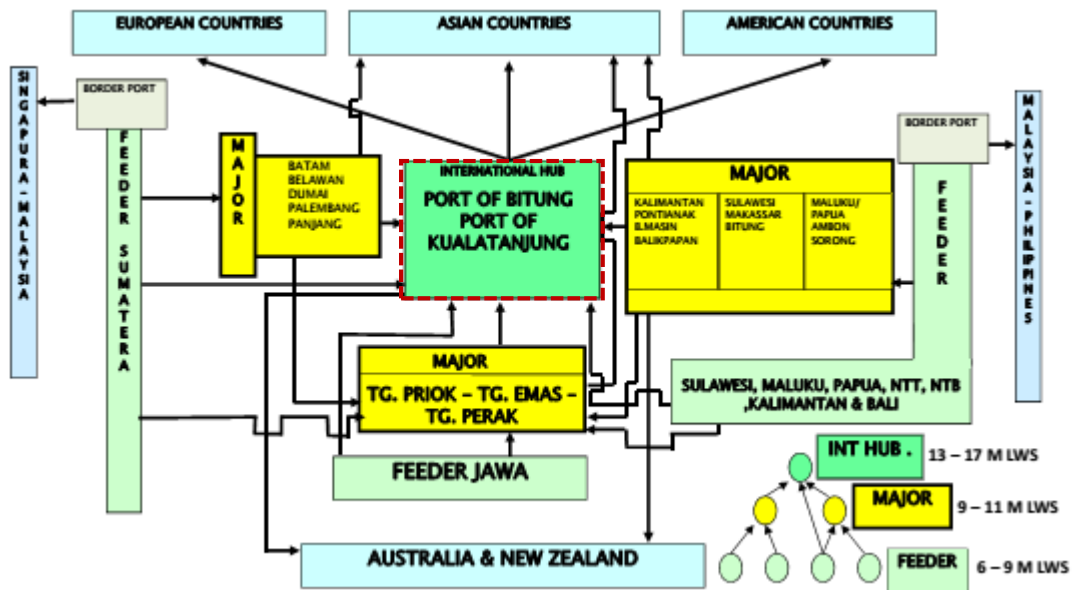 EUROPEAN COUNTRIES
ASIAN COUNTRIES
AMERICAN COUNTRIES
SINGAPURA-MALAYSIA
BORDER PORT
FEEDER SUMATERA
MAJOR
BATAM
BELAWAN
DUMAI
PALEMBANG
PANJANG
INTERNATIONAL HUB
PORT OF BITUNG
PORT OF
KUALATANJUNG
MAJOR
KALIMANTAN
PONTIANAK
B.MASIN
BALIKPAPAN
SULAWESI
MAKASSAR
BITUNG
MALUKU/
PAPUA
AMBON
SORONG
BORDER PORT
FEEDER
MALAYSIA-PHILIPPINES
MAJOR
TG. PRIOK – TG. EMAS –
TG. PERAK
SULAWESI, MALUKU, PAPUA, NTT, NTB
,KALIMANTAN & BALI
FEEDER JAWA
AUSTRALIA & NEW ZEALAND
INT HUB .
13 – 17 M LWS
MAJOR
9 – 11 M LWS
FEEDER
6 – 9 M LWS